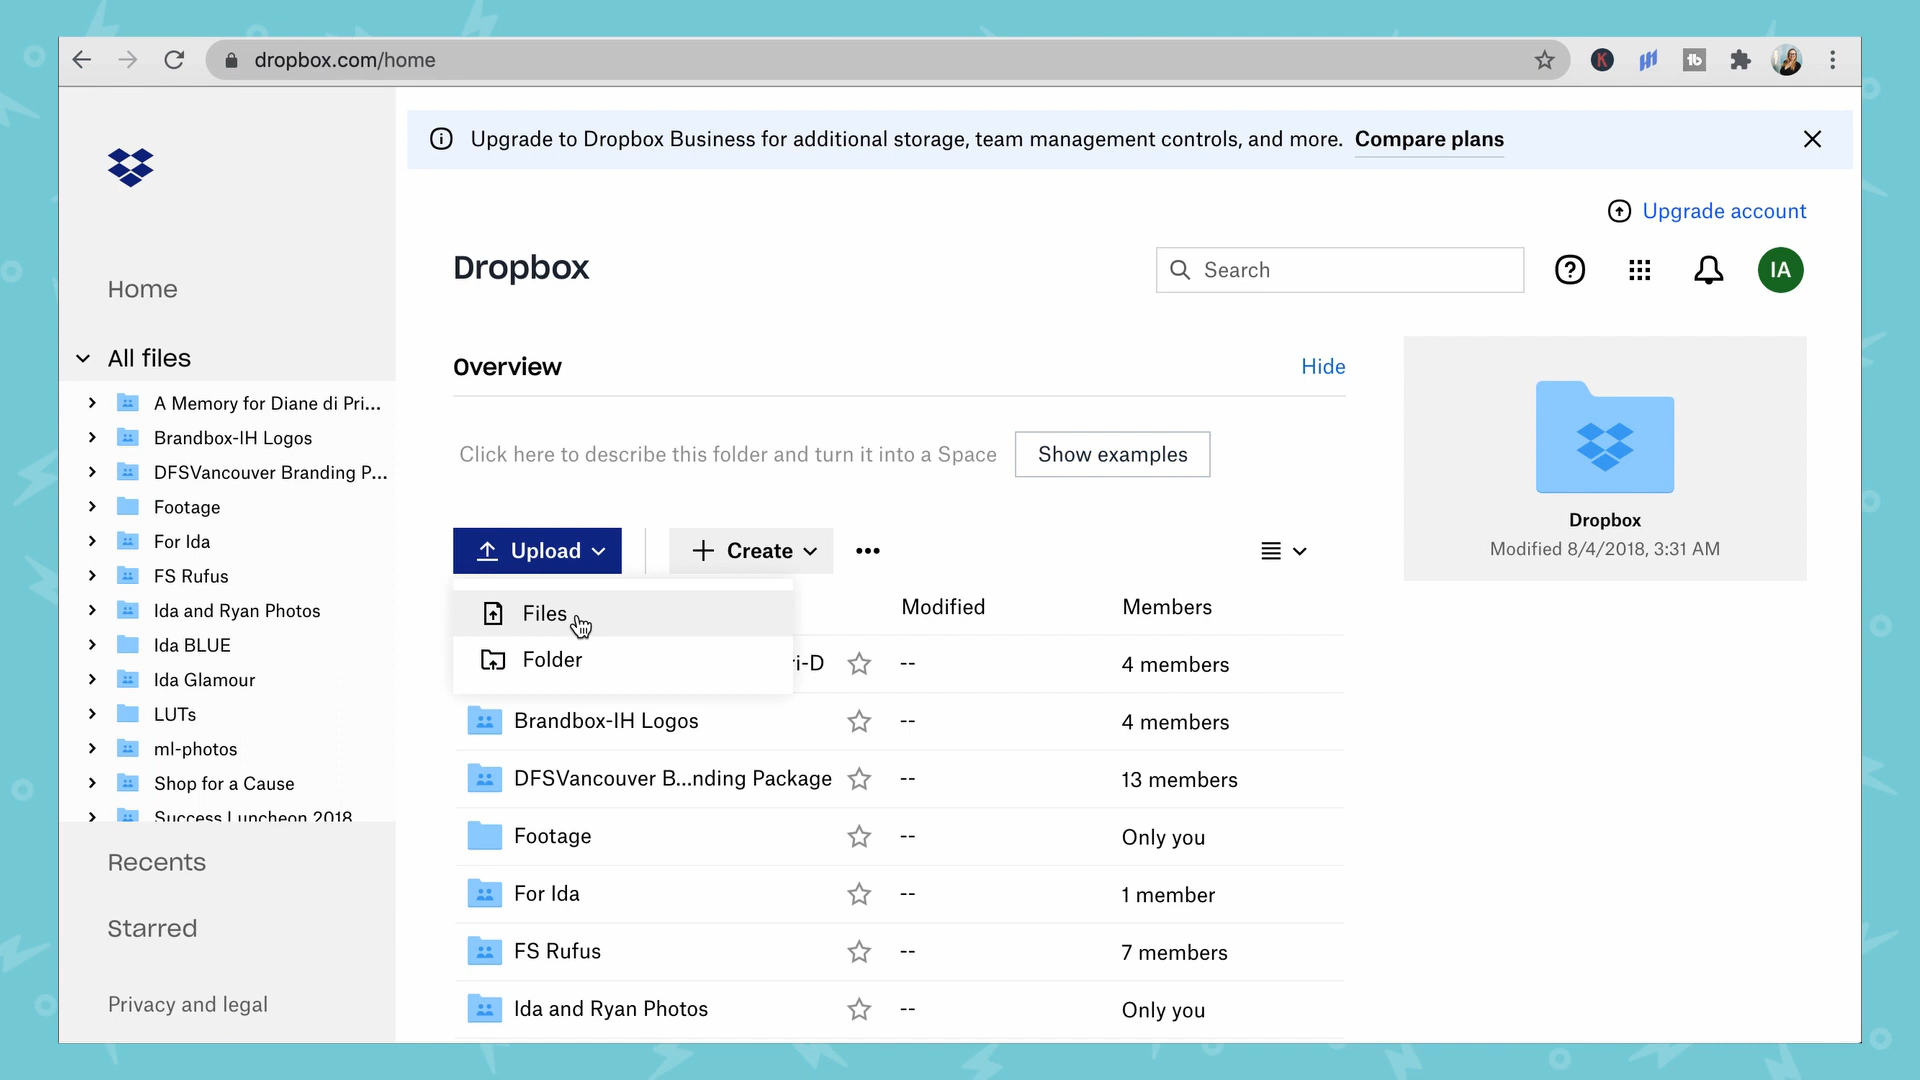 dropbox.com/home
Upgrade to Dropbox Business for additional storage, team management controls, and more. Compare plans
Upgrade account
Dropbox
Search
IA
Home
All files
A Memory for Diane di Pri...
Brandbox-IH Logos
DFSVancouver Branding P...
Footage
For Ida
FS Rufus
Ida and Ryan Photos
Ida BLUE
Ida Glamour
LUTs
ml-photos
Shop for a Cause
Success Luncheon 2018
Recents
Starred
Privacy and legal
Overview
Hide
Click here to describe this folder and turn it into a Space
Show examples
Upload
Create
Files
Folder
Modified
Members
ri-D
--
4 members
Brandbox-IH Logos
--
4 members
DFSVancouver B...nding Package
--
13 members
Footage
--
Only you
For Ida
--
1 member
FS Rufus
--
7 members
Ida and Ryan Photos
--
Only you
Dropbox
Modified 8/4/2018, 3:31 AM
K
tb